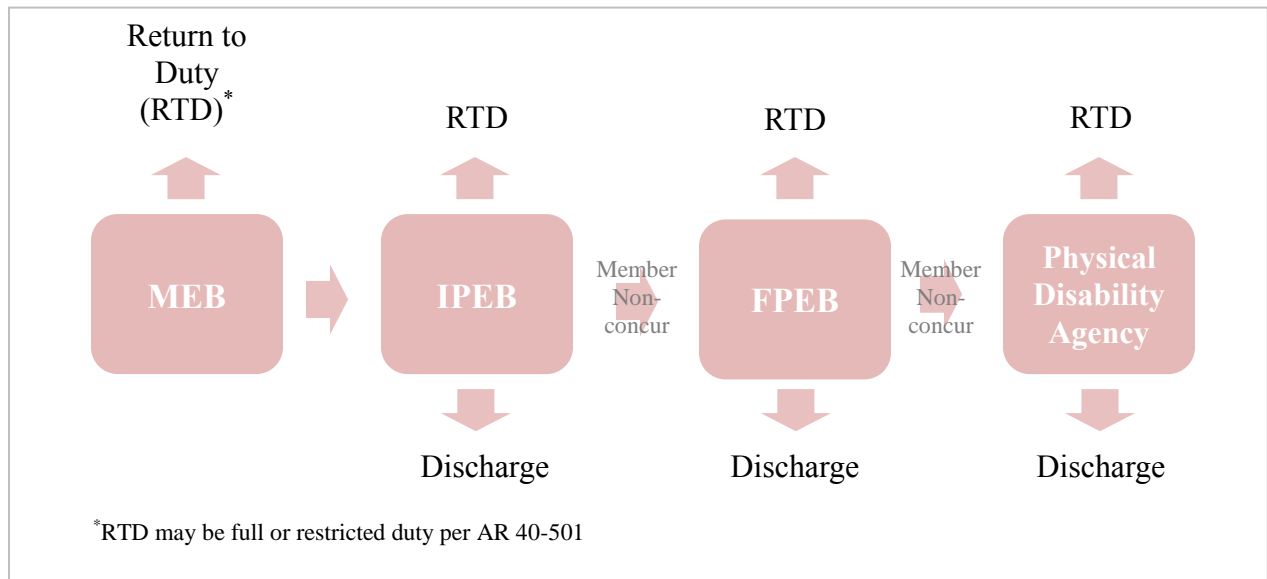 Return to
Duty
(RTD)*
RTD
RTD
RTD
MEB
IPEB
Member
Non-
concur
FPEB
Member
Non-
concur
Physical
Disability
Agency
Discharge
Discharge
Discharge
*RTD may be full or restricted duty per AR 40-501